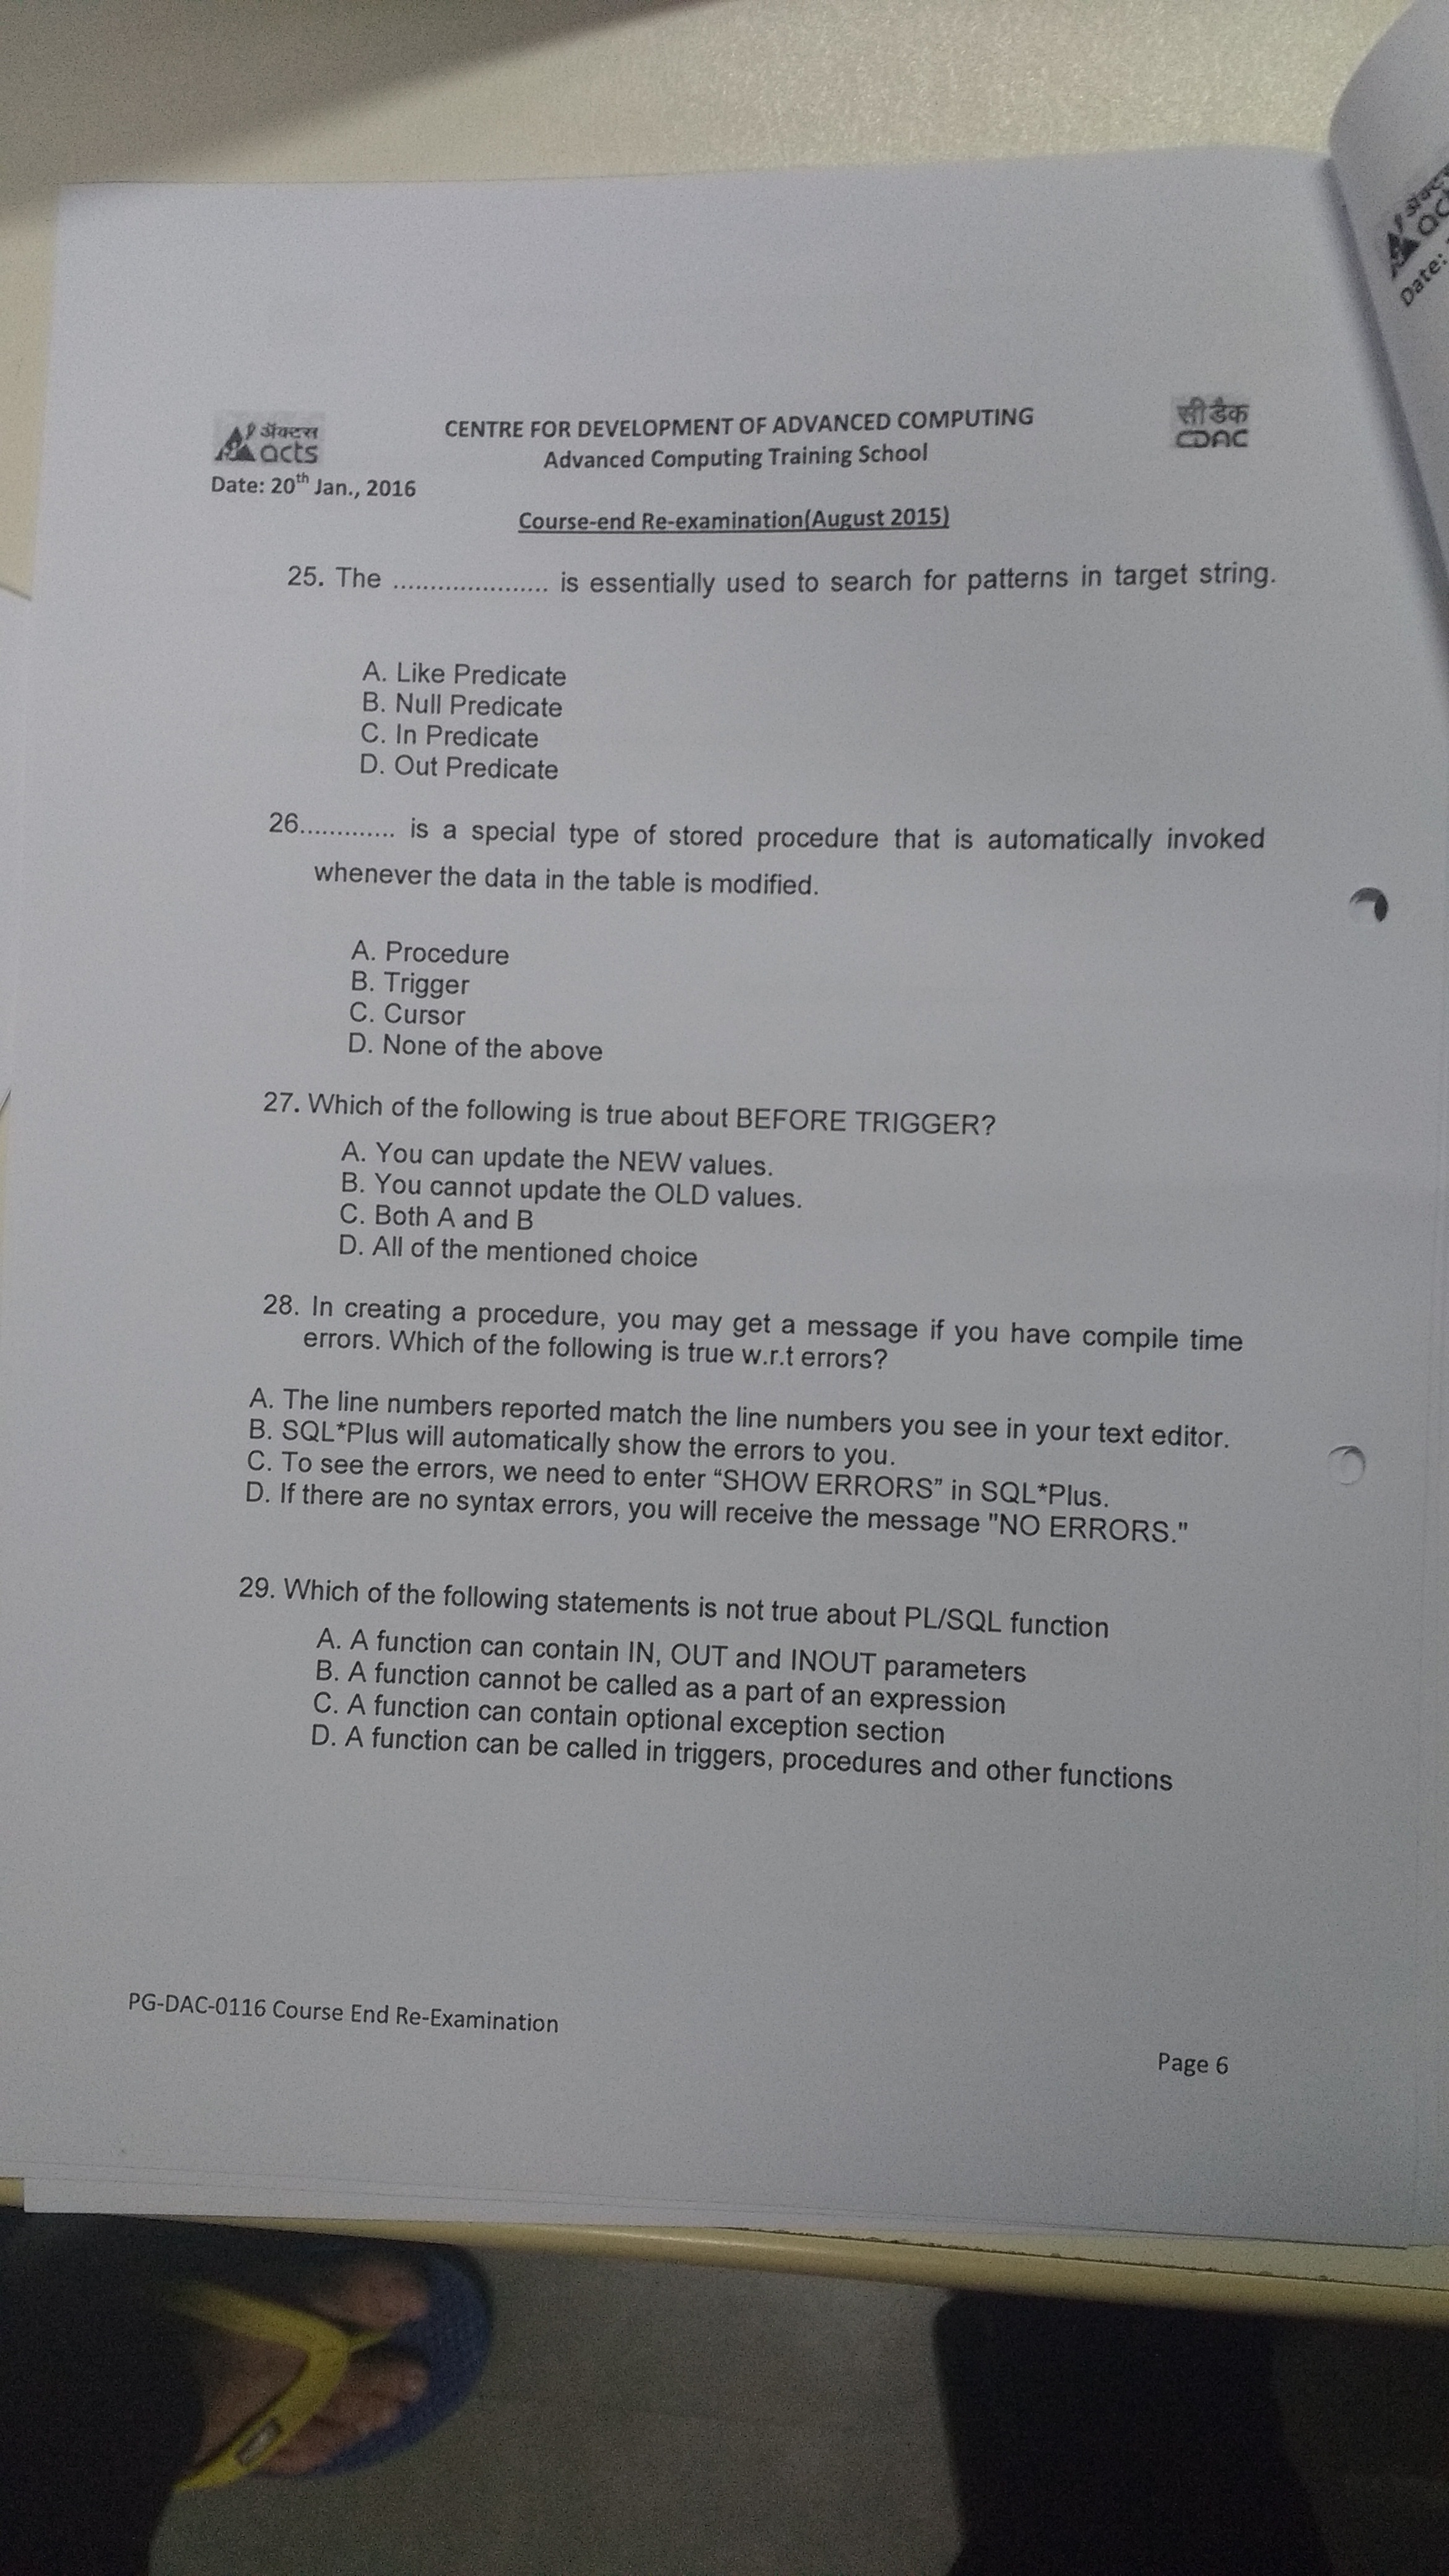 ॲक्टस
acts
CENTRE FOR DEVELOPMENT OF ADVANCED COMPUTING
सी डैक
CDAC
Advanced Computing Training School
Date: 20th Jan., 2016
Course-end Re-examination(August 2015)
25. The ..................... is essentially used to search for patterns in target string.
A. Like Predicate
B. Null Predicate
C. In Predicate
D. Out Predicate
26............. is a special type of stored procedure that is automatically invoked
whenever the data in the table is modified.
A. Procedure
B. Trigger
C. Cursor
D. None of the above
27. Which of the following is true about BEFORE TRIGGER?
A. You can update the NEW values.
B. You cannot update the OLD values.
C. Both A and B
D. All of the mentioned choice
28. In creating a procedure, you may get a message if you have compile time
errors. Which of the following is true w.r.t errors?
A. The line numbers reported match the line numbers you see in your text editor.
B. SQL*Plus will automatically show the errors to you.
C. To see the errors, we need to enter “SHOW ERRORS” in SQL*Plus.
D. If there are no syntax errors, you will receive the message "NO ERRORS."
29. Which of the following statements is not true about PL/SQL function
A. A function can contain IN, OUT and INOUT parameters
B. A function cannot be called as a part of an expression
C. A function can contain optional exception section
D. A function can be called in triggers, procedures and other functions
PG-DAC-0116 Course End Re-Examination
Page 6
Date: